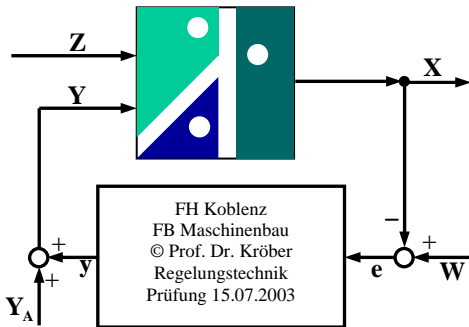 Z
X
Y
FH Koblenz
FB Maschinenbau
© Prof. Dr. Kröber
Regelungstechnik
Prüfung 15.07.2003
−
+
+
y
e
W
+
Y_A